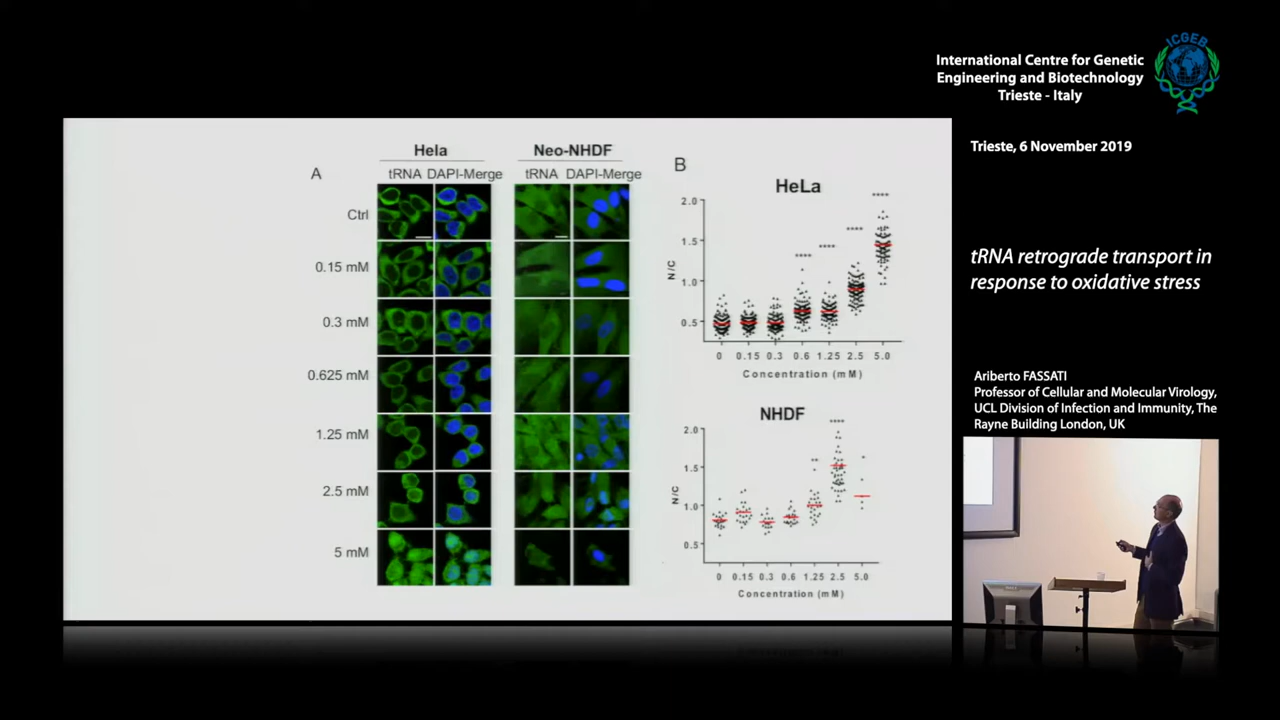 International Centre for Genetic
Engineering and Biotechnology
Trieste - Italy
ICGEB
Trieste, 6 November 2019
tRNA retrograde transport in
response to oxidative stress
Ariberto FASSATI
Professor of Cellular and Molecular Virology,
UCL Division of Infection and Immunity, The
Rayne Building London, UK
A
Hela
Neo-NHDF
tRNA DAPI-Merge
tRNA DAPI-Merge
Ctrl
0.15 mM
0.3 mM
0.625 mM
1.25 mM
2.5 mM
5 mM
B
HeLa
N/C
2.0
1.5
1.0
0.5
****
****
****
****
0 0.15 0.3 0.6 1.25 2.5 5.0
Concentration (mM)
NHDF
N/C
2.0
1.5
1.0
0.5
**
****
*
0 0.15 0.3 0.6 1.25 2.5 5.0
Concentration (mM)